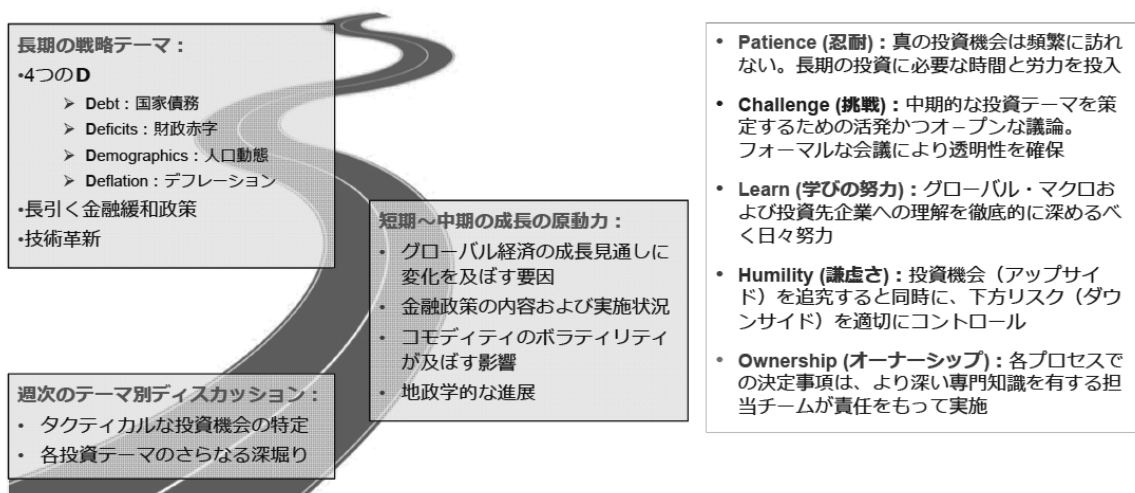 長期の戦略テーマ：
•4つのD
➢ Debt：国家債務
➢ Deficits：財政赤字
➢ Demographics：人口動態
➢ Deflation：デフレーション
•長引く金融緩和政策
•技術革新
短期～中期の成長の原動力：
• グローバル経済の成長見通しに
変化を及ぼす要因
• 金融政策の内容および実施状況
• コモディティのボラティリティ
が及ぼす影響
• 地政学的な進展
週次のテーマ別ディスカッション：
• タクティカルな投資機会の特定
• 各投資テーマのさらなる深堀り
• Patience (忍耐)：真の投資機会は頻繁に訪れ
ない。長期の投資に必要な時間と労力を投入
• Challenge (挑戦)：中期的な投資テーマを策
定するための活発かつオープンな議論。
フォーマルな会議により透明性を確保
• Learn (学びの努力)：グローバル・マクロお
よび投資先企業への理解を徹底的に深めるべ
く日々努力
• Humility (謙虚さ)：投資機会（アップサイ
ド）を追究すると同時に、下方リスク（ダウ
ンサイド）を適切にコントロール
• Ownership (オーナーシップ)：各プロセスで
の決定事項は、より深い専門知識を有する担
当チームが責任をもって実施